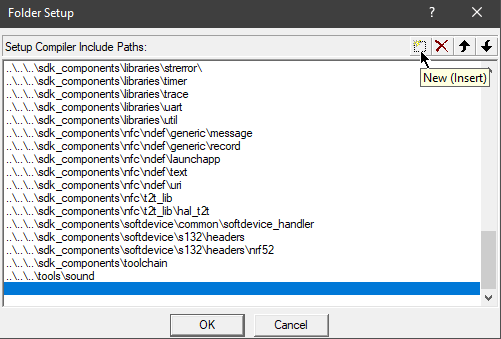 Folder Setup
?
Setup Compiler Include Paths:
New (Insert)
..\..\..\sdk_components\libraries\strerror\
..\..\..\sdk_components\libraries\timer
..\..\..\sdk_components\libraries\trace
..\..\..\sdk_components\libraries\uart
..\..\..\sdk_components\libraries\util
..\..\..\sdk_components\nfc\ndef\generic\message
..\..\..\sdk_components\nfc\ndef\generic\record
..\..\..\sdk_components\nfc\ndef\launchapp
..\..\..\sdk_components\nfc\ndef\text
..\..\..\sdk_components\nfc\ndef\uri
..\..\..\sdk_components\nfc\t2t_lib
..\..\..\sdk_components\nfc\t2t_lib\hal_t2t
..\..\..\sdk_components\softdevice\common\softdevice_handler
..\..\..\sdk_components\softdevice\s132\headers
..\..\..\sdk_components\softdevice\s132\headers\nrf52
..\..\..\sdk_components\toolchain
..\..\..\tools\sound
OK
Cancel